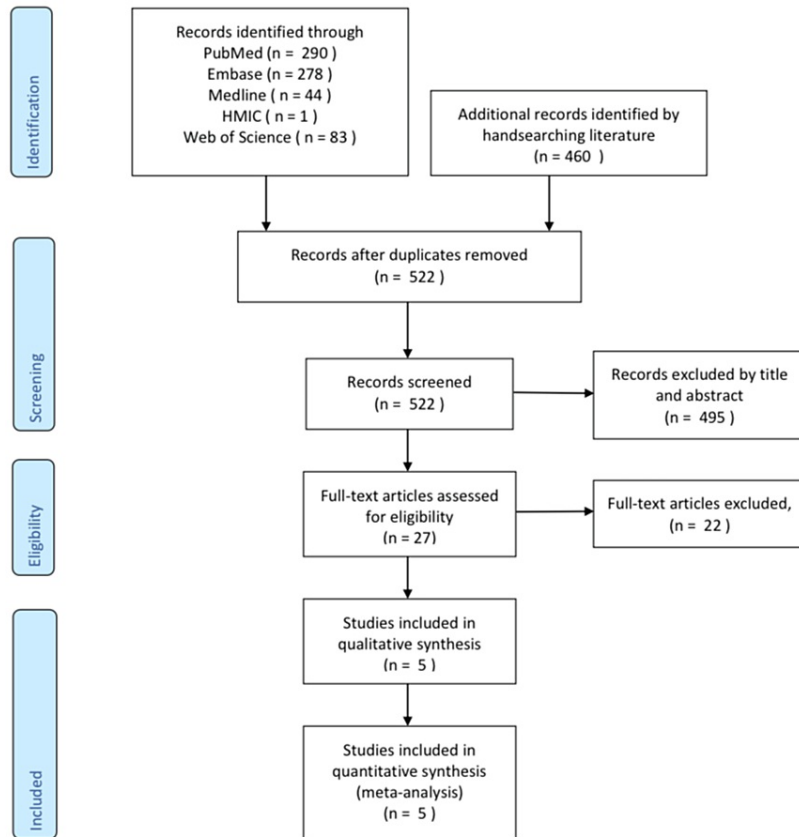 Identification
Records identified through
PubMed (n = 290 )
Embase (n = 278 )
Medline ( n = 44 )
HMIC ( n = 1 )
Web of Science ( n = 83 )
Additional records identified by
handsearching literature
(n = 460 )
Screening
Records after duplicates removed
(n = 522 )
Records screened
(n = 522 )
Records excluded by title
and abstract
(n = 495 )
Eligibility
Full-text articles assessed
for eligibility
(n = 27)
Full-text articles excluded,
(n = 22 )
Included
Studies included in
qualitative synthesis
(n = 5 )
Studies included in
quantitative synthesis
(meta-analysis)
(n = 5 )